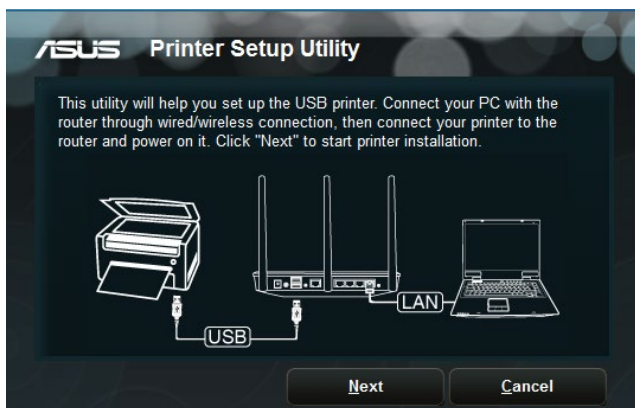 ASUS Printer Setup Utility
This utility will help you set up the USB printer. Connect your PC with the
router through wired/wireless connection, then connect your printer to the
router and power on it. Click "Next" to start printer installation.
LAN
USB
Next Cancel